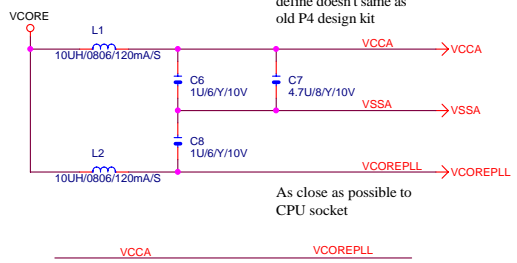 define doesn't same as
old P4 design kit
VCORE
L1
10UH/0806/120mA/S
VCCA
VCCA
C6
1U/6/Y/10V
C7
4.7U/8/Y/10V
VSSA
VSSA
C8
1U/6/Y/10V
L2
10UH/0806/120mA/S
VCOREPLL
VCOREPLL
As close as possible to
CPU socket
VCCA
VCOREPLL